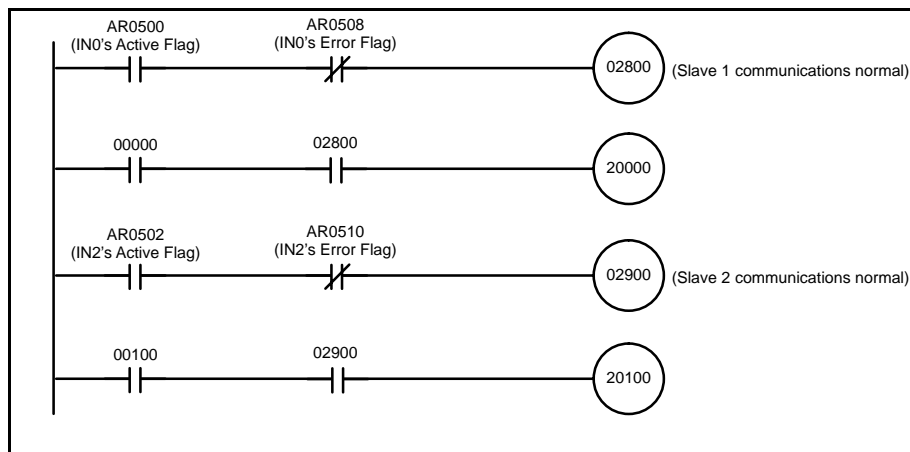 AR0500
(IN0's Active Flag)
AR0508
(IN0's Error Flag)
02800
(Slave 1 communications normal)
00000
02800
20000
AR0502
(IN2's Active Flag)
AR0510
(IN2's Error Flag)
02900
(Slave 2 communications normal)
00100
02900
20100